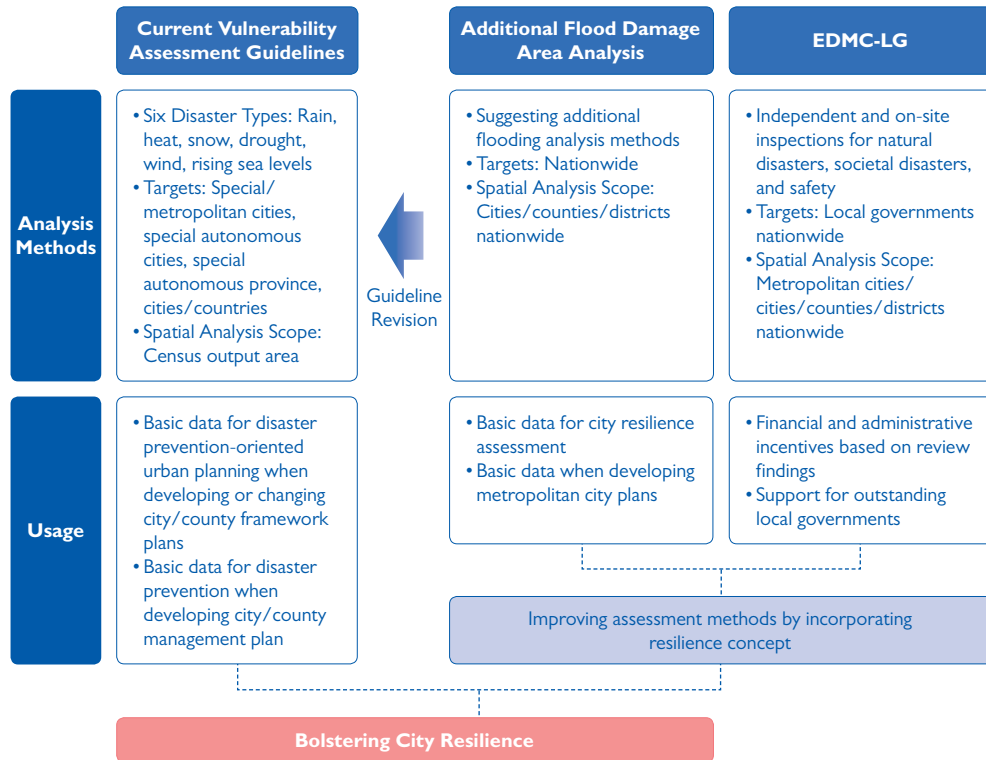 Current Vulnerability
Assessment Guidelines
Additional Flood Damage
Area Analysis
EDMC-LG
Analysis
Methods
• Six Disaster Types: Rain,
heat, snow, drought,
wind, rising sea levels
• Targets: Special/
metropolitan cities,
special autonomous
cities, special
autonomous province,
cities/countries
• Spatial Analysis Scope:
Census output area
Guideline
Revision
• Suggesting additional
flooding analysis methods
• Targets: Nationwide
• Spatial Analysis Scope:
Cities/counties/districts
nationwide
• Independent and on-site
inspections for natural
disasters, societal disasters,
and safety
• Targets: Local governments
nationwide
• Spatial Analysis Scope:
Metropolitan cities/
cities/counties/districts
nationwide
Usage
• Basic data for disaster
prevention-oriented
urban planning when
developing or changing
city/county framework
plans
• Basic data for disaster
prevention when
developing city/county
management plan
• Basic data for city resilience
assessment
• Basic data when developing
metropolitan city plans
• Financial and administrative
incentives based on review
findings
• Support for outstanding
local governments
Improving assessment methods by incorporating
resilience concept
Bolstering City Resilience